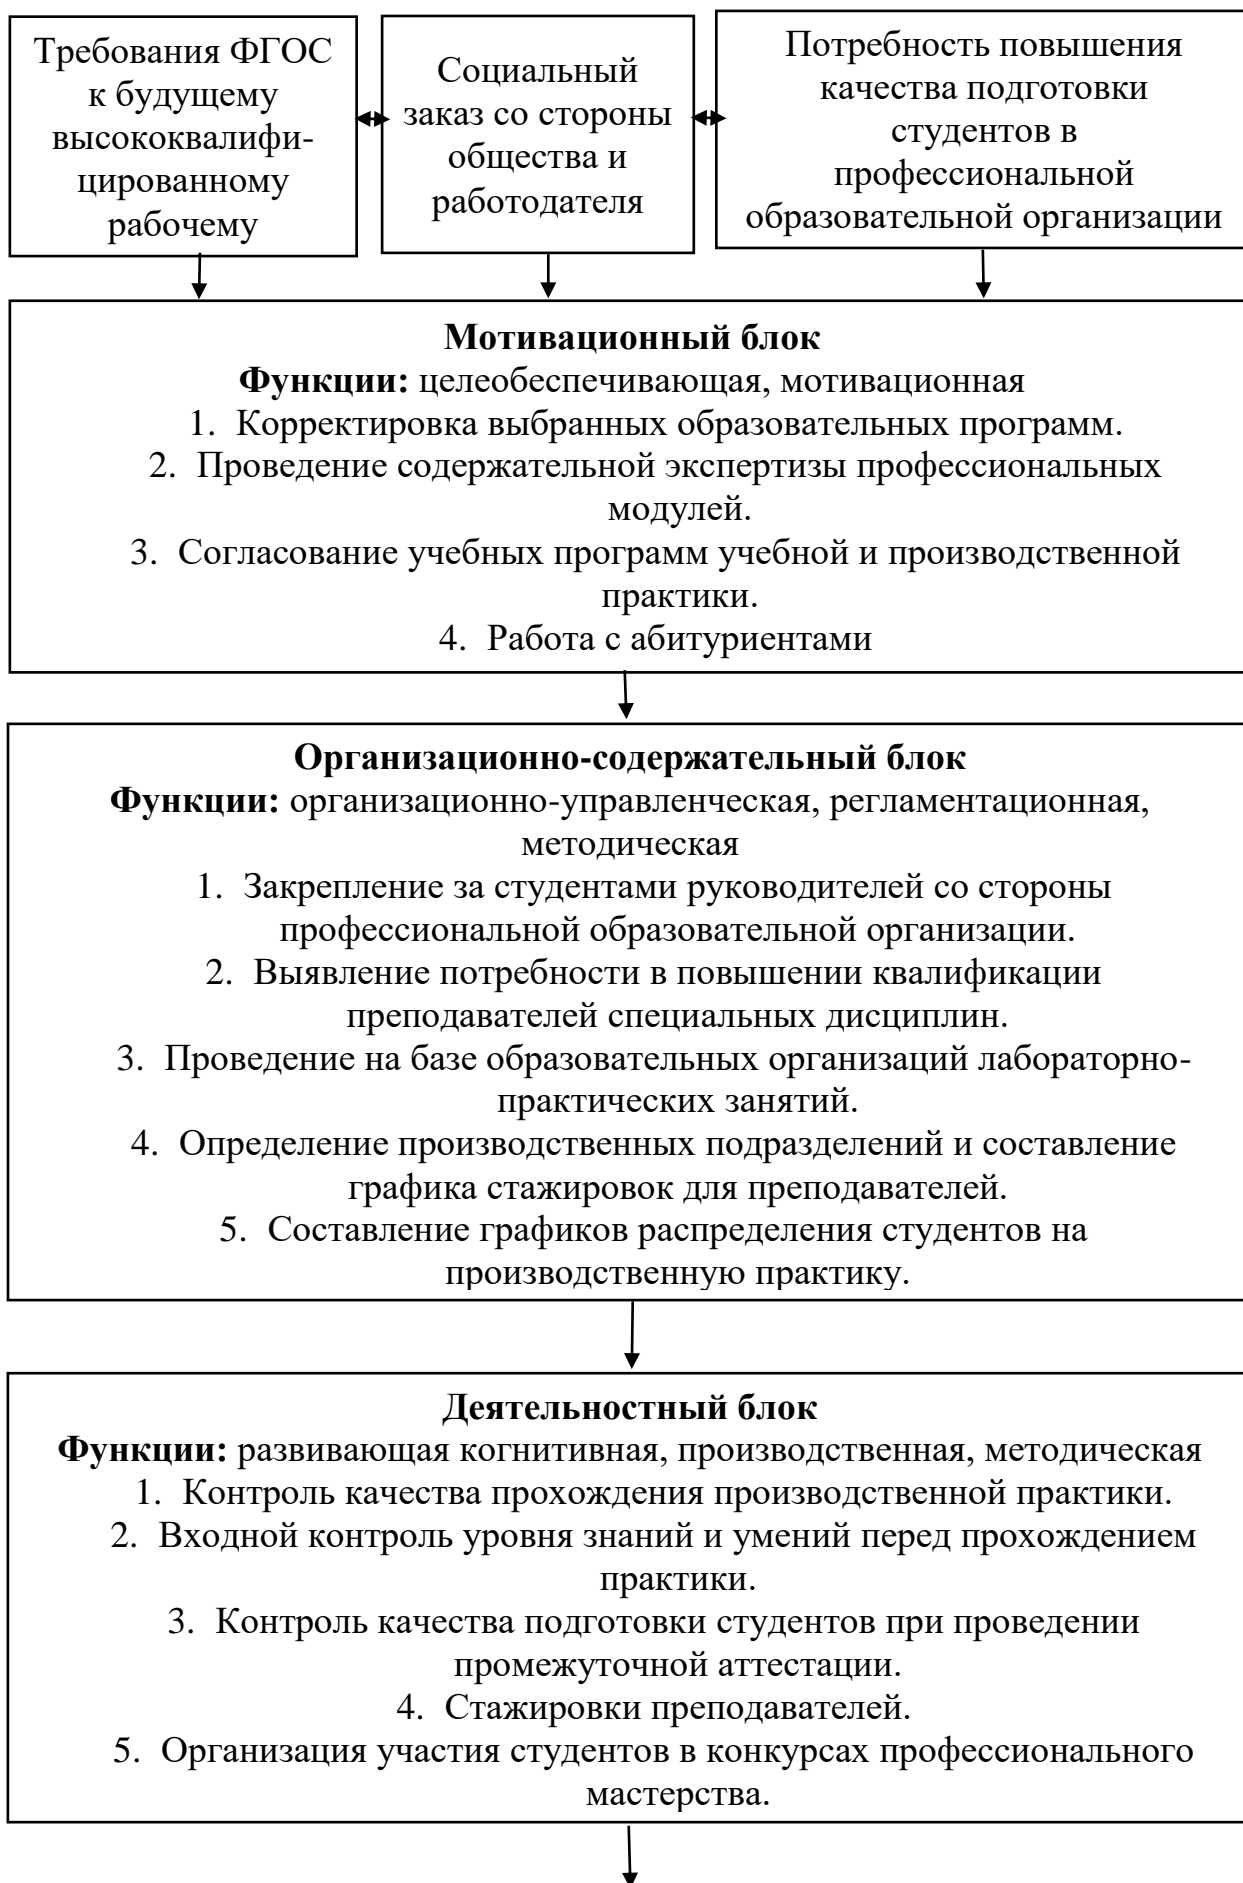 Требования ФГОС
к будущему
высококвалифи-
цированному
рабочему
Социальный
заказ со стороны
общества и
работодателя
Потребность повышения
качества подготовки
студентов в
профессиональной
образовательной организации
Мотивационный блок
Функции: целеобеспечивающая, мотивационная
1. Корректировка выбранных образовательных программ.
2. Проведение содержательной экспертизы профессиональных
модулей.
3. Согласование учебных программ учебной и производственной
практики.
4. Работа с абитуриентами
Организационно-содержательный блок
Функции: организационно-управленческая, регламентационная,
методическая
1. Закрепление за студентами руководителей со стороны
профессиональной образовательной организации.
2. Выявление потребности в повышении квалификации
преподавателей специальных дисциплин.
3. Проведение на базе образовательных организаций лабораторно-
практических занятий.
4. Определение производственных подразделений и составление
графика стажировок для преподавателей.
5. Составление графиков распределения студентов на
производственную практику.
Деятельностный блок
Функции: развивающая когнитивная, производственная, методическая
1. Контроль качества прохождения производственной практики.
2. Входной контроль уровня знаний и умений перед прохождением
практики.
3. Контроль качества подготовки студентов при проведении
промежуточной аттестации.
4. Стажировки преподавателей.
5. Организация участия студентов в конкурсах профессионального
мастерства.